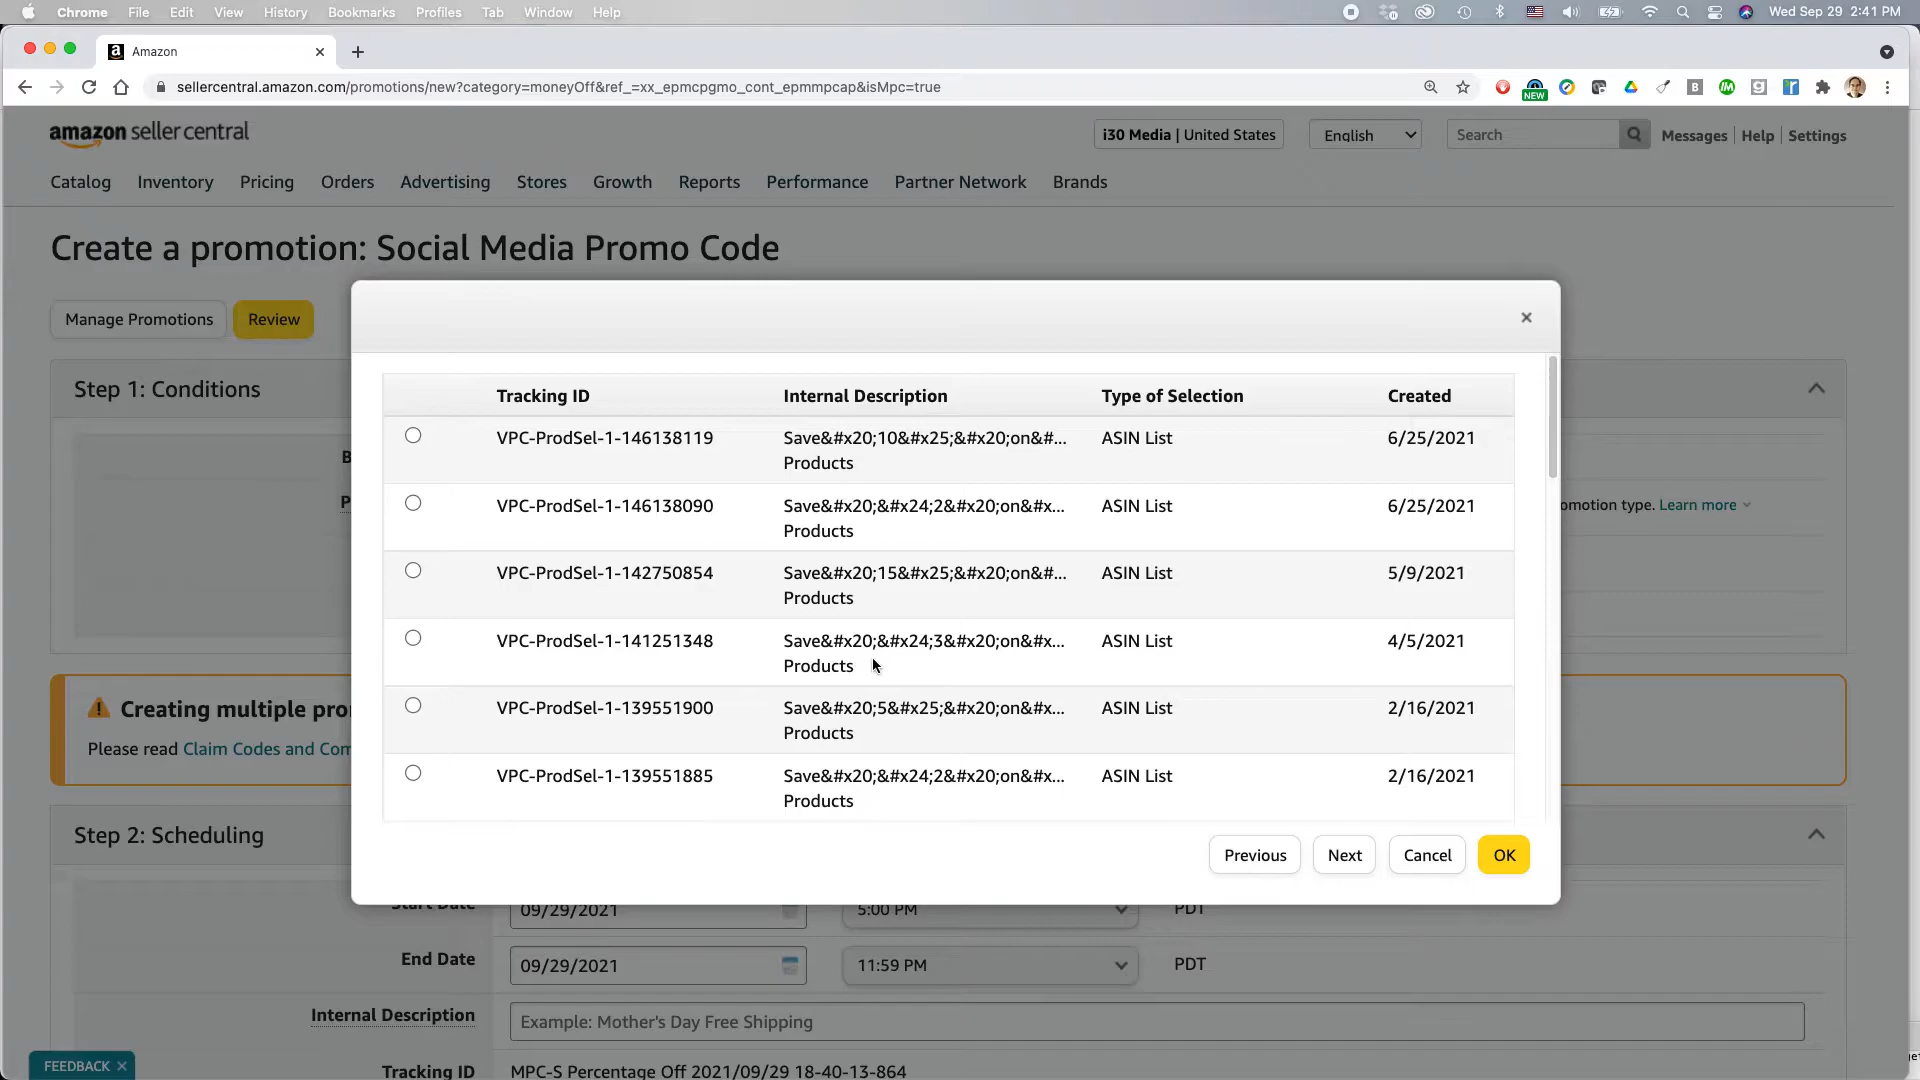 Chrome File Edit View History Bookmarks Profiles Tab Window Help Wed Sep 29 2:41 PM
Amazon
sellercentral.amazon.com/promotions/new?category=moneyOff&ref_=xx_epmcpgmo_cont_epmmpcap&isMpc=true
NEW
amazon seller central i30 Media | United States English Search Messages Help Settings
Catalog Inventory Pricing Orders Advertising Stores Growth Reports Performance Partner Network Brands
Create a promotion: Social Media Promo Code
Manage Promotions Review
Step 1: Conditions
Tracking ID Internal Description Type of Selection Created
VPC-ProdSel-1-146138119 Save&#x20;10&#x25;&#x20;on&#... ASIN List 6/25/2021
Products
VPC-ProdSel-1-146138090 Save&#x20;&#x24;2&#x20;on&#x... ASIN List 6/25/2021
Products
omotion type. Learn more
VPC-ProdSel-1-142750854 Save&#x20;15&#x25;&#x20;on&#... ASIN List 5/9/2021
Products
VPC-ProdSel-1-141251348 Save&#x20;&#x24;3&#x20;on&#x... ASIN List 4/5/2021
Products
Creating multiple pro
VPC-ProdSel-1-139551900 Save&#x20;5&#x25;&#x20;on&#x... ASIN List 2/16/2021
Products
Please read Claim Codes and Com
VPC-ProdSel-1-139551885 Save&#x20;&#x24;2&#x20;on&#x... ASIN List 2/16/2021
Products
Previous Next Cancel OK
Step 2: Scheduling
Start Date 09/29/2021 5:00 PM PDT
End Date 09/29/2021 11:59 PM PDT
Internal Description Example: Mother's Day Free Shipping
FEEDBACK
Tracking ID MPC-S Percentage Off 2021/09/29 18-40-13-864